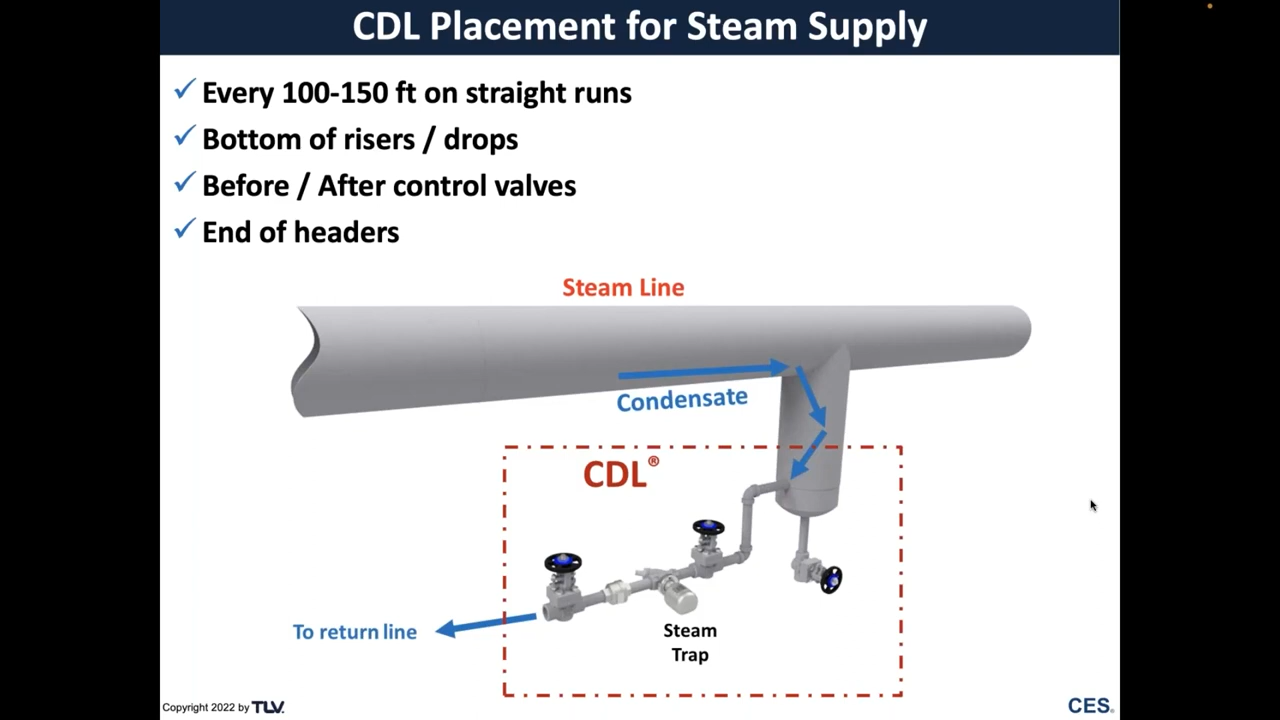 CDL Placement for Steam Supply
✓ Every 100-150 ft on straight runs
✓ Bottom of risers / drops
✓ Before / After control valves
✓ End of headers
Steam Line
Condensate
CDL®
To return line
Steam
Trap
Copyright 2022 by TLV.
CES®